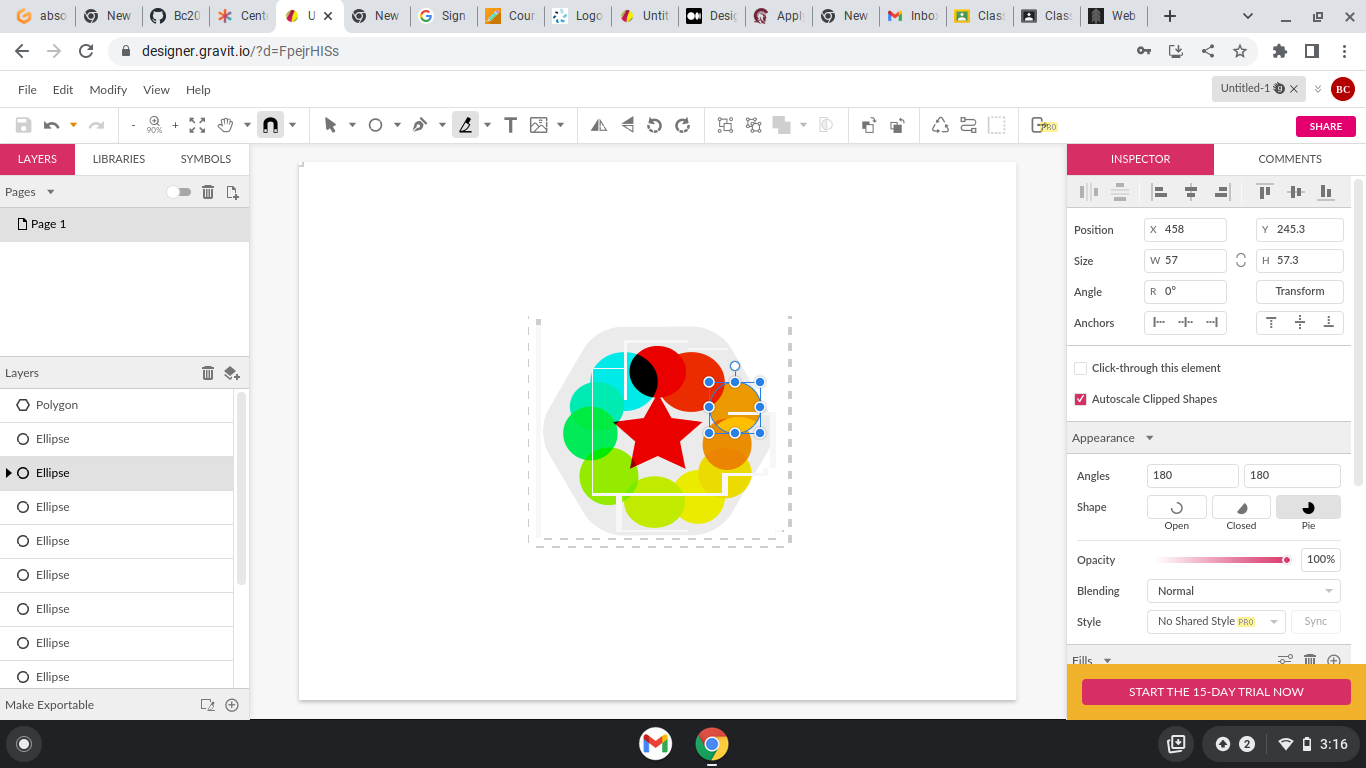 abso
New
Bc20
Cent
U
New
Sign
Cour
Logo
Untit
Desig
Apply
New
Inbo
Class
Class
Web
designer.gravit.io/?d=FpejrHISs
File Edit Modify View Help
Untitled-1
BC
- 90% +
PRO
SHARE
LAYERS LIBRARIES SYMBOLS
INSPECTOR COMMENTS
Pages
Page 1
Position X 458 Y 245.3
Size W 57 H 57.3
Angle R 0° Transform
Anchors
Click-through this element
Autoscale Clipped Shapes
Layers
Polygon
Ellipse
Ellipse
Ellipse
Ellipse
Ellipse
Ellipse
Ellipse
Ellipse
Appearance
Angles 180 180
Shape
Open Closed Pie
Opacity 100%
Blending Normal
Style No Shared Style PRO Sync
Fills
Make Exportable
START THE 15-DAY TRIAL NOW
2
3:16